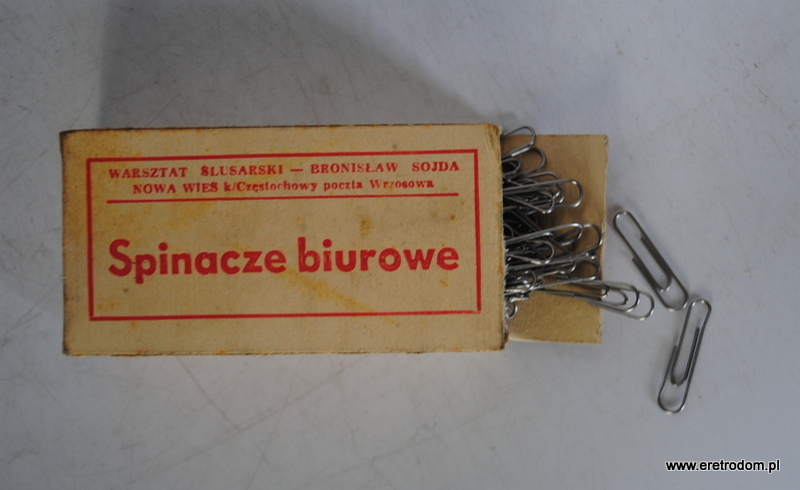 WARSZTAT ŚLUSARSKI — BRONISŁAW SOJDA
NOWA WIEŚ k/Częstochowy poczta Wrzosowa
Spinacze biurowe
www.eretrodom.pl